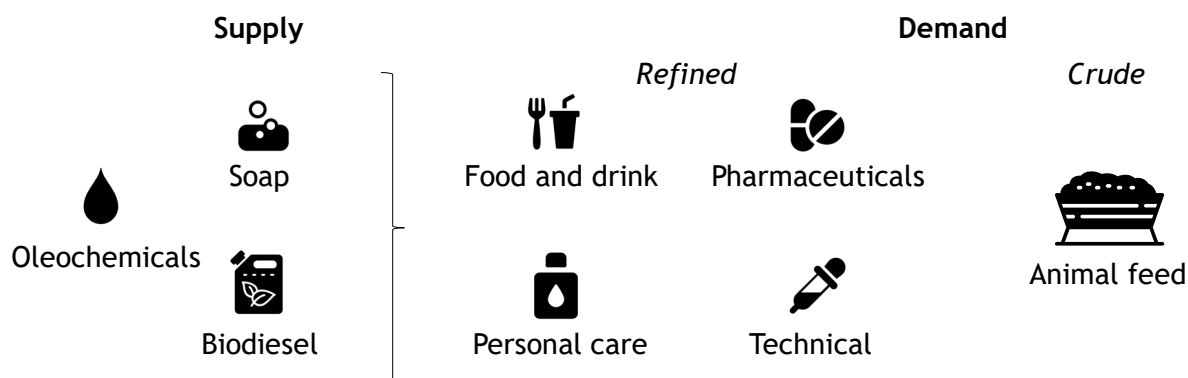 Supply
Demand
Refined
Crude
Soap
Food and drink
Pharmaceuticals
Oleochemicals
Animal feed
Biodiesel
Personal care
Technical